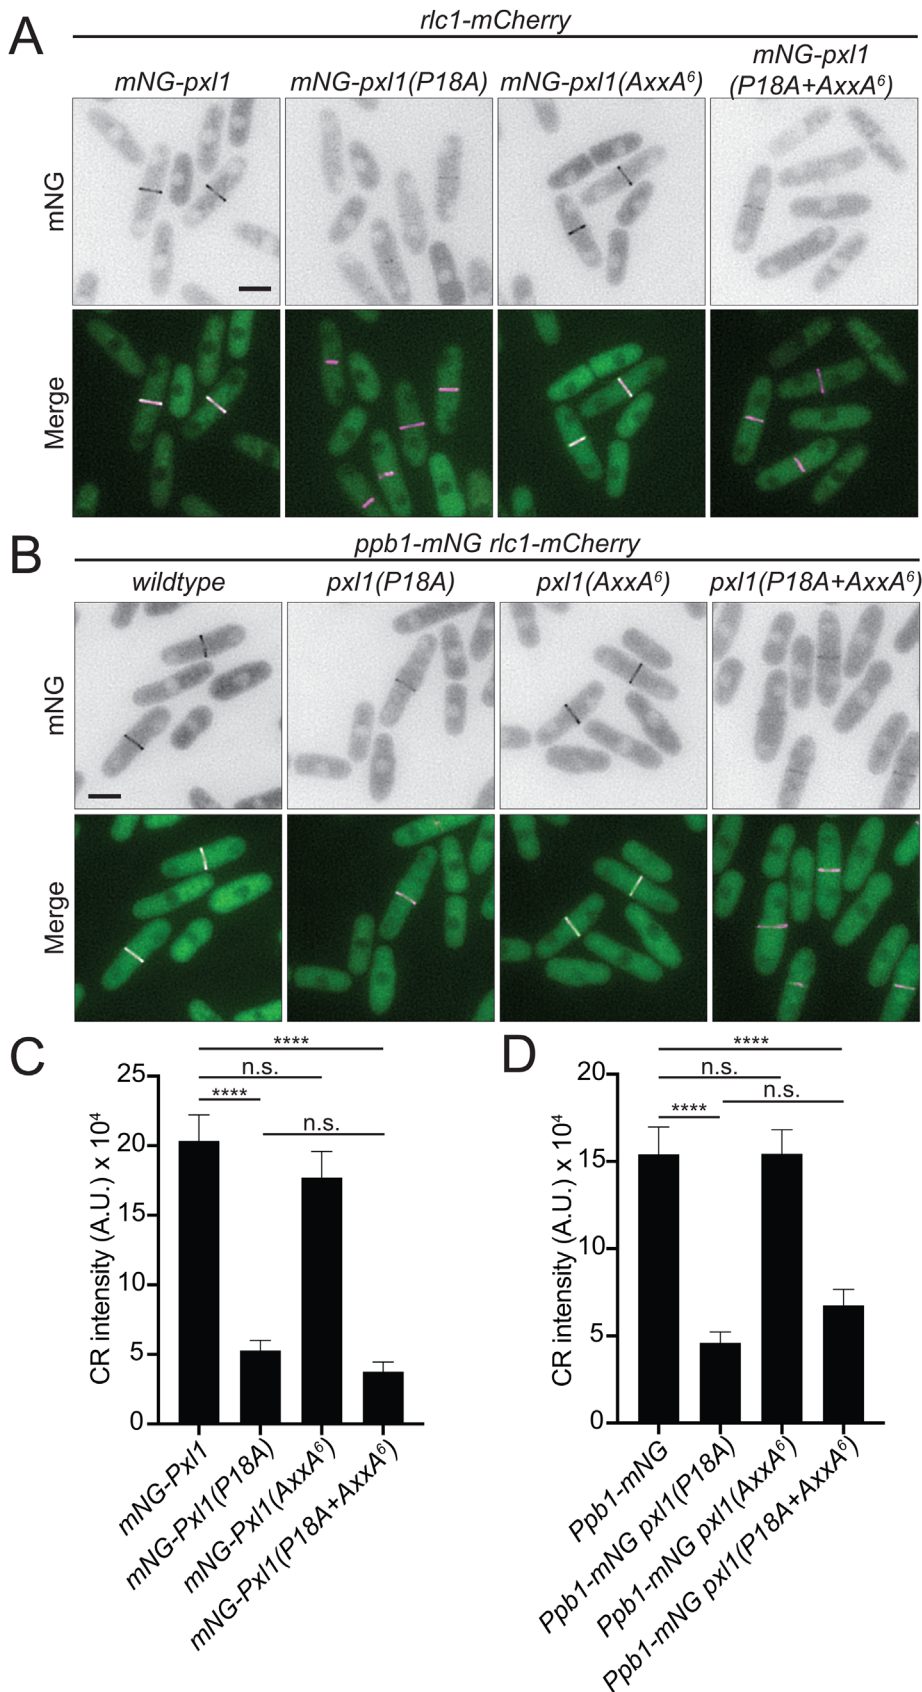 A
rlc1-mCherry
mNG-pxl1
mNG-pxl1(P18A)
mNG-pxl1(AxxA⁶)
mNG-pxl1
(P18A+AxxA⁶)
mNG
Merge
B
ppb1-mNG rlc1-mCherry
wildtype
pxl1(P18A)
pxl1(AxxA⁶)
pxl1(P18A+AxxA⁶)
mNG
Merge
C
****
n.s.
****
n.s.
CR intensity (A.U.) x 10⁴
25
20
15
10
5
0
mNG-Pxl1
mNG-Pxl1(P18A)
mNG-Pxl1(AxxA⁶)
mNG-Pxl1(P18A+AxxA⁶)
D
****
n.s.
n.s.
****
CR intensity (A.U.) x 10⁴
20
15
10
5
0
Ppb1-mNG
Ppb1-mNG pxl1(P18A)
Ppb1-mNG pxl1(AxxA⁶)
Ppb1-mNG pxl1(P18A+AxxA⁶)